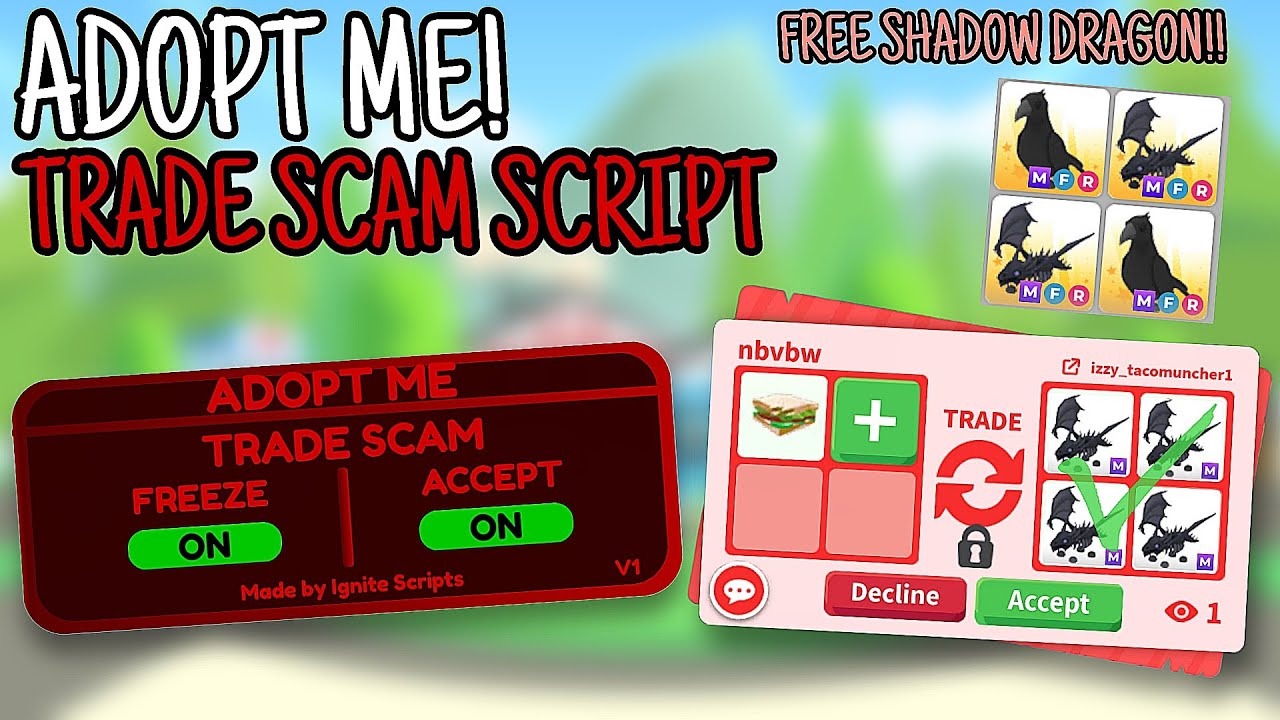 ADOPT ME!
TRADE SCAM SCRIPT
FREE SHADOW DRAGON!!
M F R
M F R
M F R
M F R
ADOPT ME
TRADE SCAM
FREEZE
ON
ACCEPT
ON
Made by Ignite Scripts
V1
nbvbw
izzy_tacomuncher1
TRADE
M
M
M
M
Decline
Accept
1